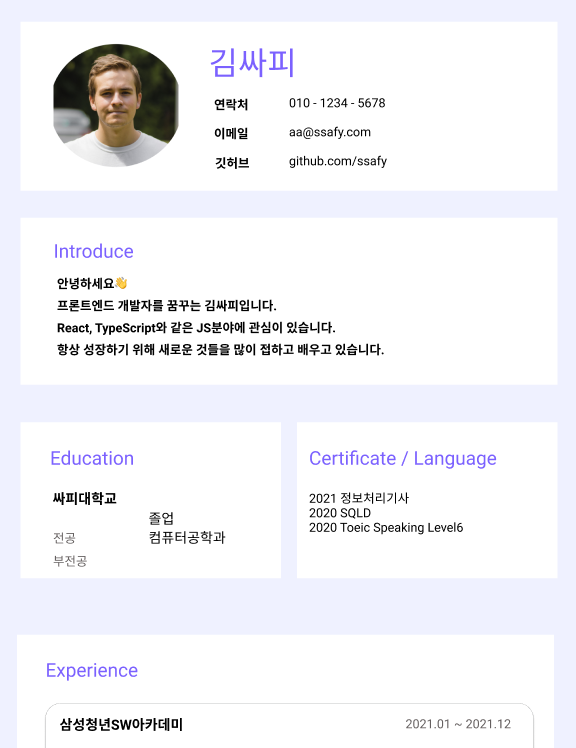 김싸피
연락처 010 - 1234 - 5678
이메일 aa@ssafy.com
깃허브 github.com/ssafy
Introduce
안녕하세요👋
프론트엔드 개발자를 꿈꾸는 김싸피입니다.
React, TypeScript와 같은 JS분야에 관심이 있습니다.
항상 성장하기 위해 새로운 것들을 많이 접하고 배우고 있습니다.
Education
싸피대학교
졸업
전공 컴퓨터공학과
부전공
Certificate / Language
2021 정보처리기사
2020 SQLD
2020 Toeic Speaking Level6
Experience
삼성청년SW아카데미 2021.01 ~ 2021.12